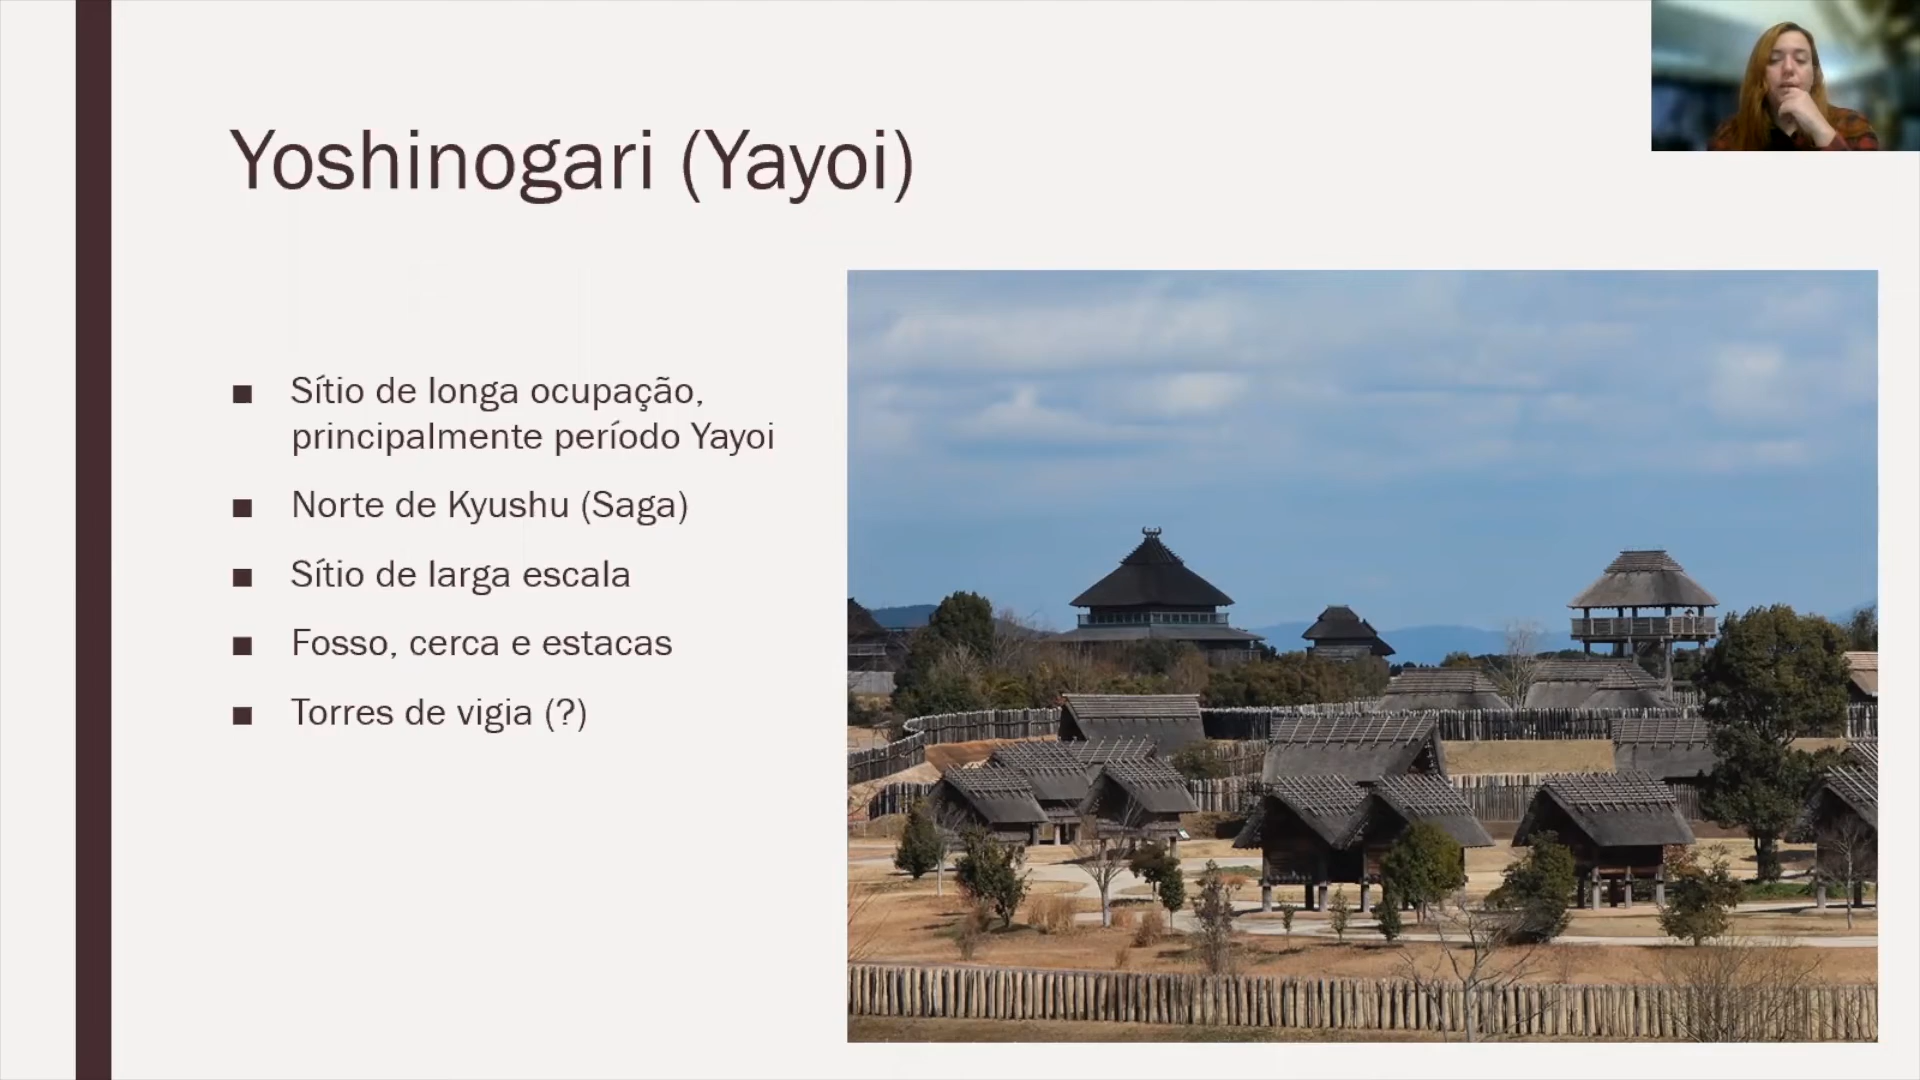 Yoshinogari (Yayoi)
■ Sítio de longa ocupação,
principalmente período Yayoi
■ Norte de Kyushu (Saga)
■ Sítio de larga escala
■ Fosso, cerca e estacas
■ Torres de vigia (?)